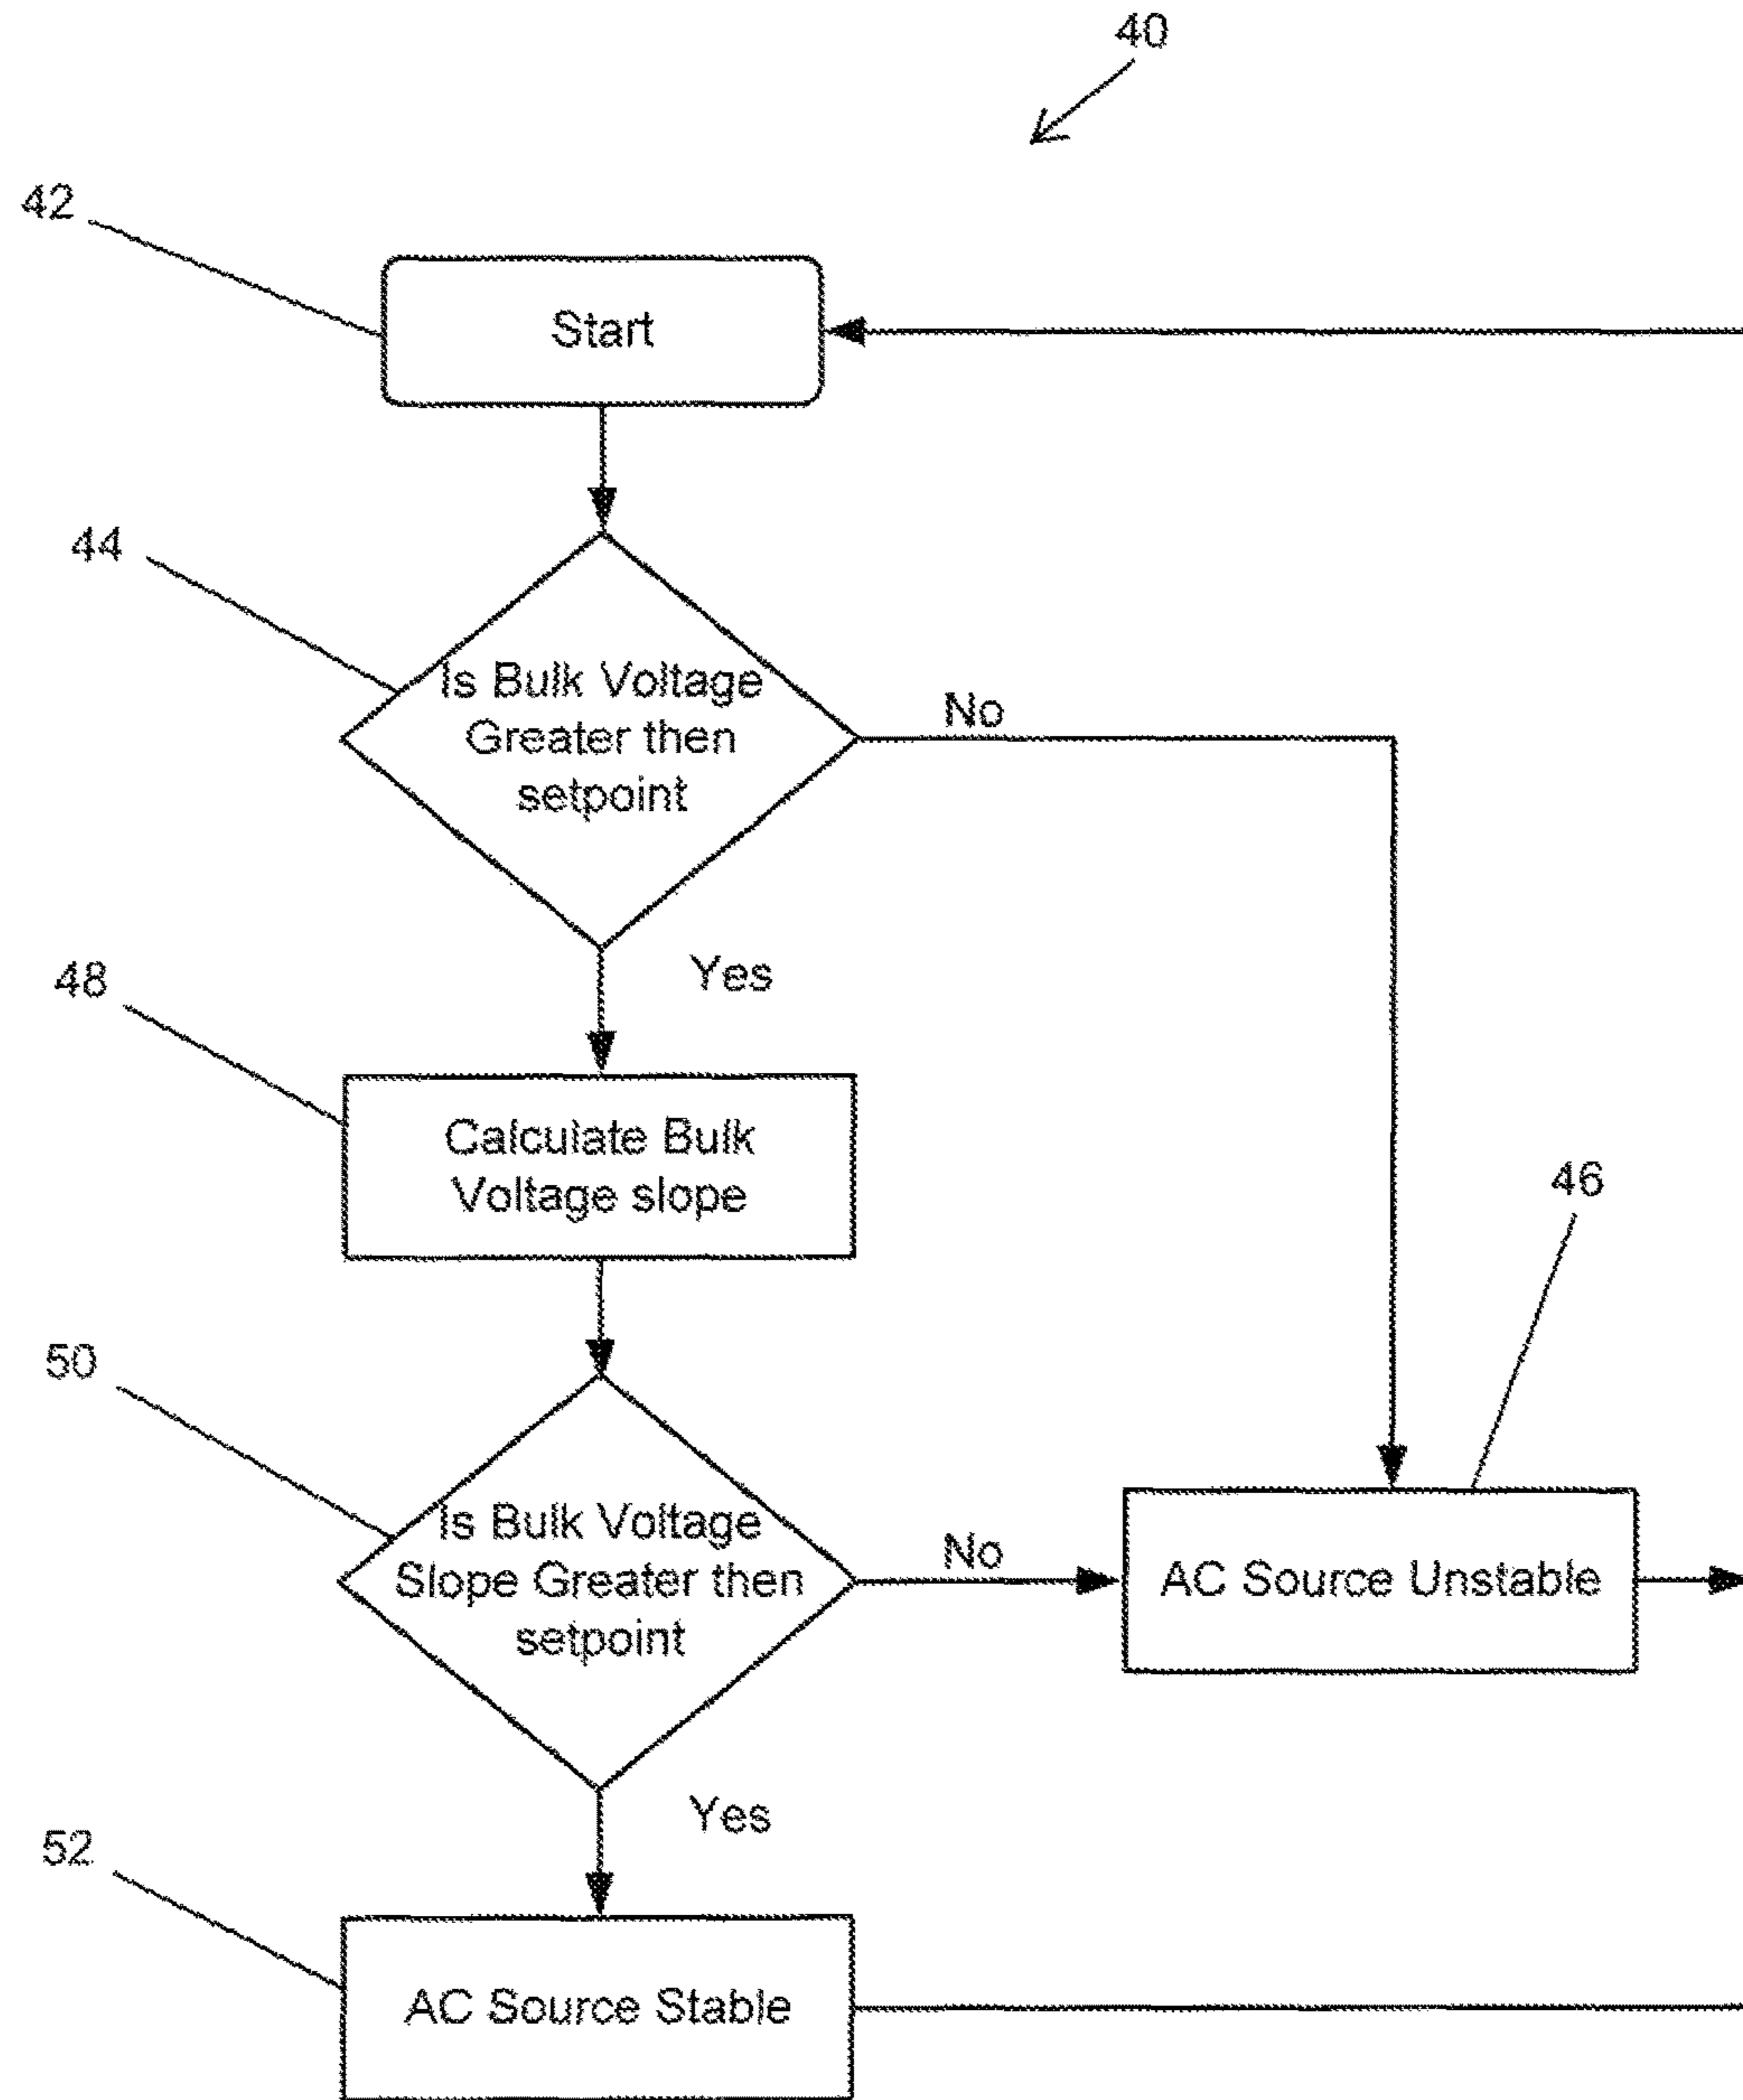 40
42
Start
44
Is Bulk Voltage
Greater then
setpoint
No
Yes
48
Calculate Bulk
Voltage slope
46
50
Is Bulk Voltage
Slope Greater then
setpoint
No
AC Source Unstable
Yes
52
AC Source Stable